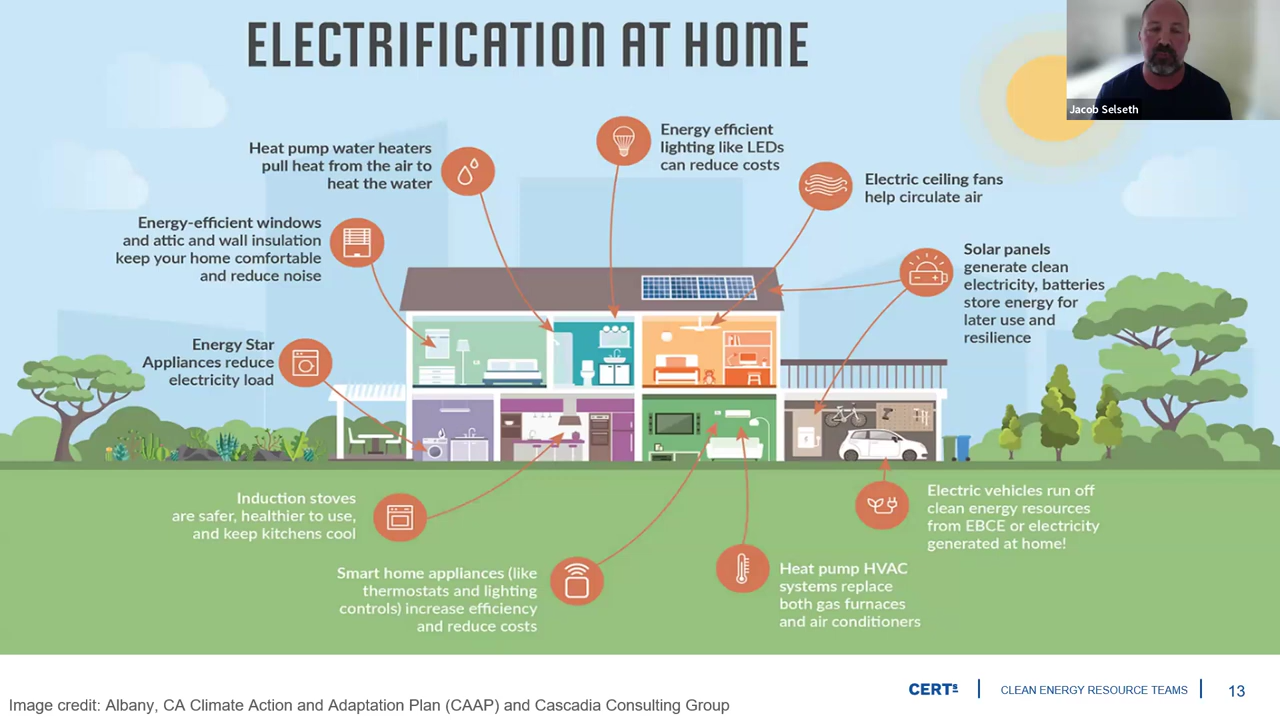 ELECTRIFICATION AT HOME
Jacob Selseth
Heat pump water heaters
pull heat from the air to
heat the water
Energy efficient
lighting like LEDs
can reduce costs
Electric ceiling fans
help circulate air
Energy-efficient windows
and attic and wall insulation
keep your home comfortable
and reduce noise
Solar panels
generate clean
electricity, batteries
store energy for
later use and
resilience
Energy Star
Appliances reduce
electricity load
Induction stoves
are safer, healthier to use,
and keep kitchens cool
Electric vehicles run off
clean energy resources
from EBCE or electricity
generated at home!
Smart home appliances (like
thermostats and lighting
controls) increase efficiency
and reduce costs
Heat pump HVAC
systems replace
both gas furnaces
and air conditioners
CERTs | CLEAN ENERGY RESOURCE TEAMS | 13
Image credit: Albany, CA Climate Action and Adaptation Plan (CAAP) and Cascadia Consulting Group